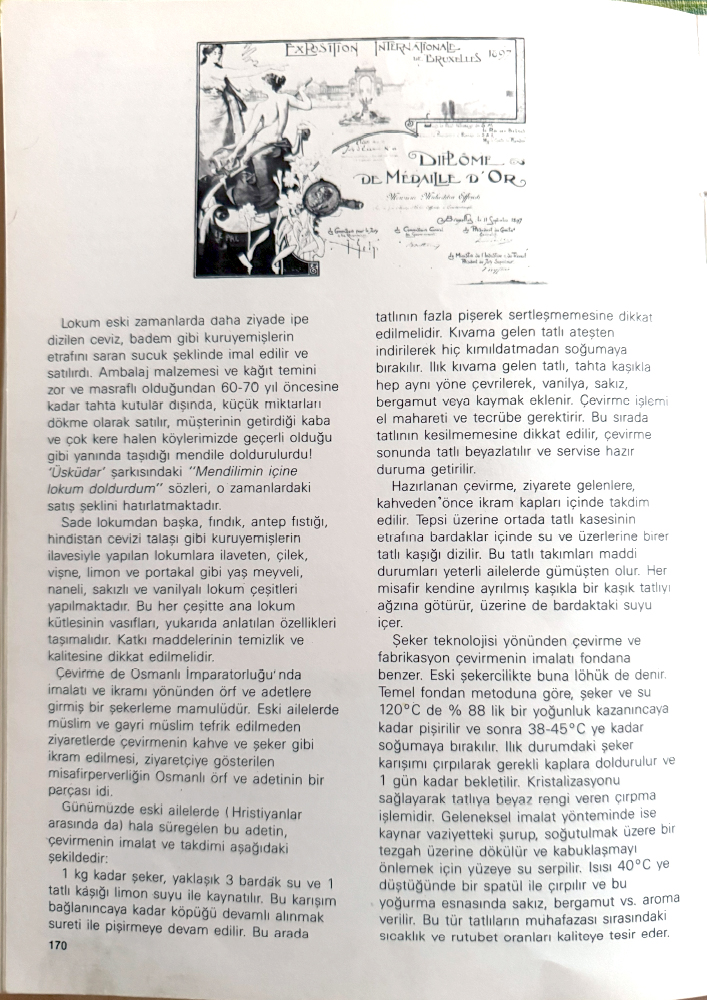 EXPOSITION INTERNATIONALE
DE BRUXELLES 1897
DIPLÔME
DE MÉDAILLE D'OR
Bruxelles, le 11 Septembre 1897
Lokum eski zamanlarda daha ziyade ipe
dizilen ceviz, badem gibi kuruyemişlerin
etrafını saran sucuk şeklinde imal edilir ve
satılırdı. Ambalaj malzemesi ve kağıt temini
zor ve masraflı olduğundan 60-70 yıl öncesine
kadar tahta kutular dışında, küçük miktarları
dökme olarak satılır, müşterinin getirdiği kaba
ve çok kere halen köylerimizde geçerli olduğu
gibi yanında taşıdığı mendile doldurulurdu!
'Üsküdar' şarkısındaki "Mendilimin içine
lokum doldurdum" sözleri, o zamanlardaki
satış şeklini hatırlatmaktadır.
Sade lokumdan başka, fındık, antep fıstığı,
hindistan cevizi talaşı gibi kuruyemişlerin
ilavesiyle yapılan lokumlara ilaveten, çilek,
vişne, limon ve portakal gibi yaş meyveli,
naneli, sakızlı ve vanilyalı lokum çeşitleri
yapılmaktadır. Bu her çeşitte ana lokum
kütlesinin vasıfları, yukarıda anlatılan özellikleri
taşımalıdır. Katkı maddelerinin temizlik ve
kalitesine dikkat edilmelidir.
Çevirme de Osmanlı İmparatorluğu'nda
imalatı ve ikramı yönünden örf ve adetlere
girmiş bir şekerleme mamulüdür. Eski ailelerde
müslim ve gayri müslim tefrik edilmeden
ziyaretlerde çevirmenin kahve ve şeker gibi
ikram edilmesi, ziyaretçiye gösterilen
misafirperverliğin Osmanlı örf ve adetinin bir
parçası idi.
Günümüzde eski ailelerde (Hristiyanlar
arasında da) hala süregelen bu adetin,
çevirmenin imalat ve takdimi aşağıdaki
şekildedir:
1 kg kadar şeker, yaklaşık 3 bardak su ve 1
tatlı kaşığı limon suyu ile kaynatılır. Bu karışım
bağlanıncaya kadar köpüğü devamlı alınmak
sureti ile pişirmeye devam edilir. Bu arada
170
tatlının fazla pişerek sertleşmemesine dikkat
edilmelidir. Kıvama gelen tatlı ateşten
indirilerek hiç kımıldatmadan soğumaya
bırakılır. Ilık kıvama gelen tatlı, tahta kaşıkla
hep aynı yöne çevrilerek, vanilya, sakız,
bergamut veya kaymak eklenir. Çevirme işlemi
el mahareti ve tecrübe gerektirir. Bu sırada
tatlının kesilmemesine dikkat edilir, çevirme
sonunda tatlı beyazlatılır ve servise hazır
duruma getirilir.
Hazırlanan çevirme, ziyarete gelenlere,
kahveden önce ikram kapları içinde takdim
edilir. Tepsi üzerine ortada tatlı kasesinin
etrafına bardaklar içinde su ve üzerlerine birer
tatlı kaşığı dizilir. Bu tatlı takımları maddi
durumları yeterli ailelerde gümüşten olur. Her
misafir kendine ayrılmış kaşıkla bir kaşık tatlıyı
ağzına götürür, üzerine de bardaktaki suyu
içer.
Şeker teknolojisi yönünden çevirme ve
fabrikasyon çevirmenin imalatı fondana
benzer. Eski şekercilikte buna löhük de denir.
Temel fondan metoduna göre, şeker ve su
120°C de % 88 lik bir yoğunluk kazanıncaya
kadar pişirilir ve sonra 38-45°C ye kadar
soğumaya bırakılır. Ilık durumdaki şeker
karışımı çırpılarak gerekli kaplara doldurulur ve
1 gün kadar bekletilir. Kristalizasyonu
sağlayarak tatlıya beyaz rengi veren çırpma
işlemidir. Geleneksel imalat yönteminde ise
kaynar vaziyetteki şurup, soğutulmak üzere bir
tezgah üzerine dökülür ve kabuklaşmayı
önlemek için yüzeye su serpilir. Isısı 40°C ye
düştüğünde bir spatül ile çırpılır ve bu
yoğurma esnasında sakız, bergamut vs. aroma
verilir. Bu tür tatlıların muhafazası sırasındaki
sıcaklık ve rutubet oranları kaliteye tesir eder.